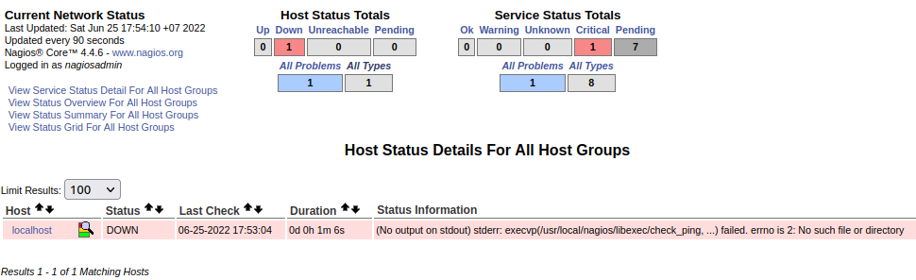 Current Network Status
Last Updated: Sat Jun 25 17:54:10 +07 2022
Updated every 90 seconds
Nagios® Core™ 4.4.6 - www.nagios.org
Logged in as nagiosadmin
View Service Status Detail For All Host Groups
View Status Overview For All Host Groups
View Status Summary For All Host Groups
View Status Grid For All Host Groups
Host Status Totals
Up Down Unreachable Pending
0 1 0 0
All Problems All Types
1 1
Service Status Totals
Ok Warning Unknown Critical Pending
0 0 0 1 7
All Problems All Types
1 8
Host Status Details For All Host Groups
Limit Results: 100
Host Status Last Check Duration Status Information
localhost DOWN 06-25-2022 17:53:04 0d 0h 1m 6s (No output on stdout) stderr: execvp(/usr/local/nagios/libexec/check_ping, ...) failed. errno is 2: No such file or directory
Results 1 - 1 of 1 Matching Hosts